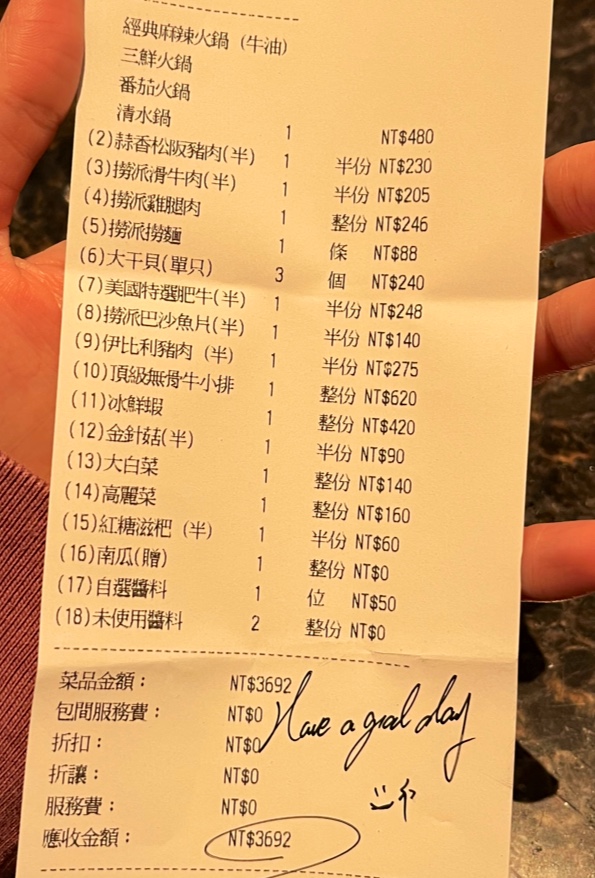 經典麻辣火鍋（牛油）
三鮮火鍋
番茄火鍋
清水鍋 1 NT$480
(2)蒜香松阪豬肉(半) 1 半份 NT$230
(3)撈派滑牛肉(半) 1 半份 NT$205
(4)撈派雞腿肉 1 整份 NT$246
(5)撈派撈麵 1 條 NT$88
(6)大干貝(單只) 3 個 NT$240
(7)美國特選肥牛(半) 1 半份 NT$248
(8)撈派巴沙魚片(半) 1 半份 NT$140
(9)伊比利豬肉（半) 1 半份 NT$275
(10)頂級無骨牛小排 1 整份 NT$620
(11)冰鮮蝦 1 整份 NT$420
(12)金針菇(半) 1 半份 NT$90
(13)大白菜 1 整份 NT$140
(14)高麗菜 1 整份 NT$160
(15)紅糖滋杷（半) 1 半份 NT$60
(16)南瓜(贈) 1 整份 NT$0
(17)自選醬料 1 位 NT$50
(18)未使用醬料 2 整份 NT$0
菜品金額： NT$3692
包間服務費： NT$0
Have a great day
折扣： NT$0
折讓： NT$0
服務費： NT$0
應收金額： NT$3692